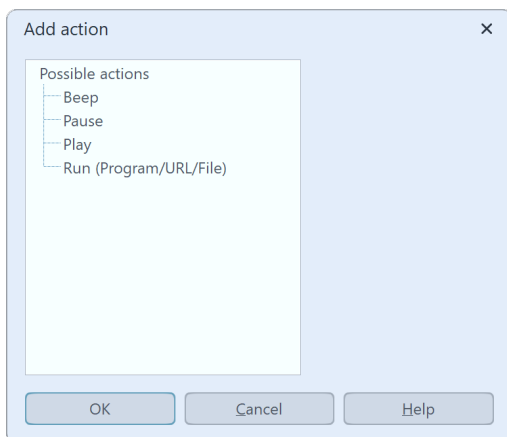 Add action
Possible actions
Beep
Pause
Play
Run (Program/URL/File)
OK
Cancel
Help